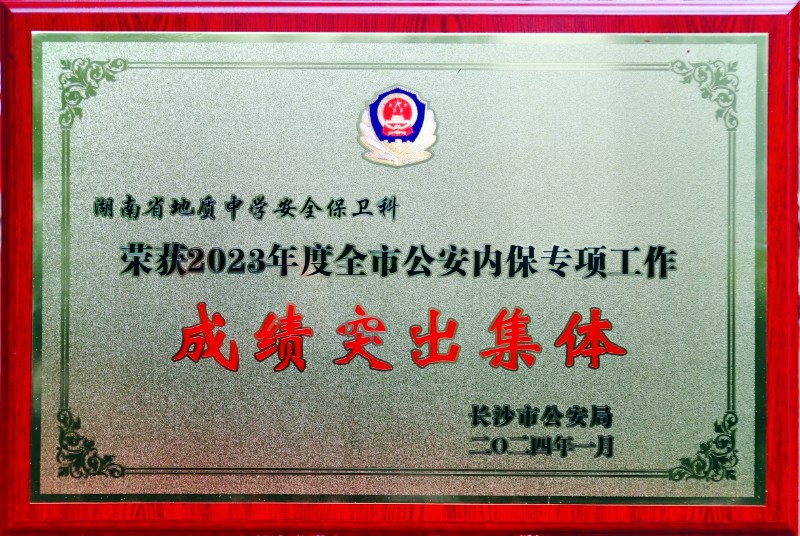 湖南省地质中学安全保卫科
荣获2023年度全市公安内保专项工作
成绩突出集体
长沙市公安局
二〇二四年一月